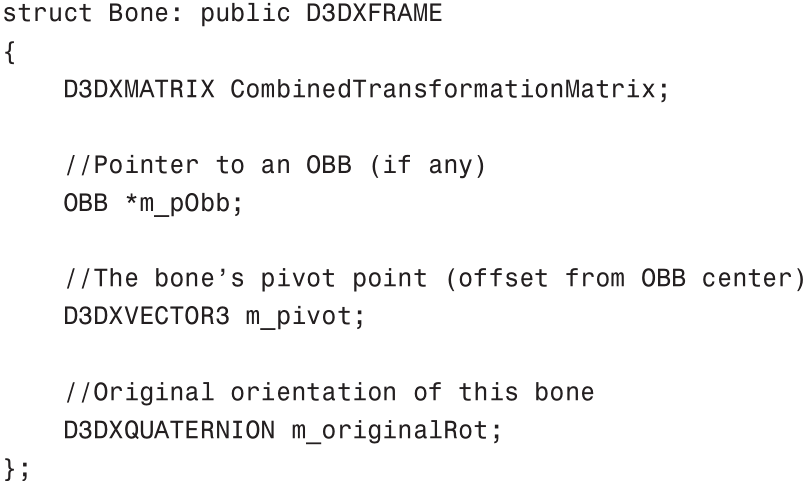 struct Bone: public D3DXFRAME
{
    D3DXMATRIX CombinedTransformationMatrix;

    //Pointer to an OBB (if any)
    OBB *m_pObb;

    //The bone’s pivot point (offset from OBB center)
    D3DXVECTOR3 m_pivot;

    //Original orientation of this bone
    D3DXQUATERNION m_originalRot;
};